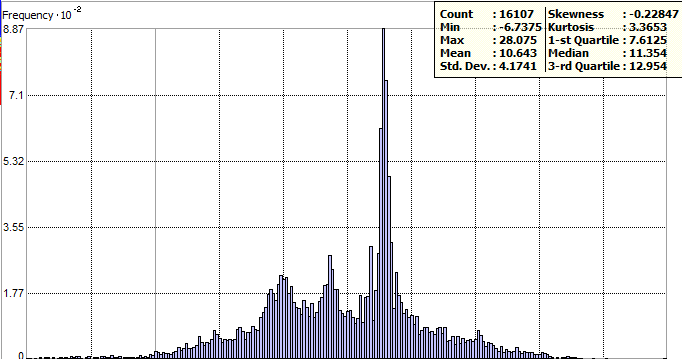 Frequency · 10 -2
Count : 16107 Skewness : -0.22847
Min : -6.7375 Kurtosis : 3.3653
Max : 28.075 1-st Quartile : 7.6125
Mean : 10.643 Median : 11.354
Std. Dev. : 4.1741 3-rd Quartile : 12.954
8.87
7.1
5.32
3.55
1.77
0